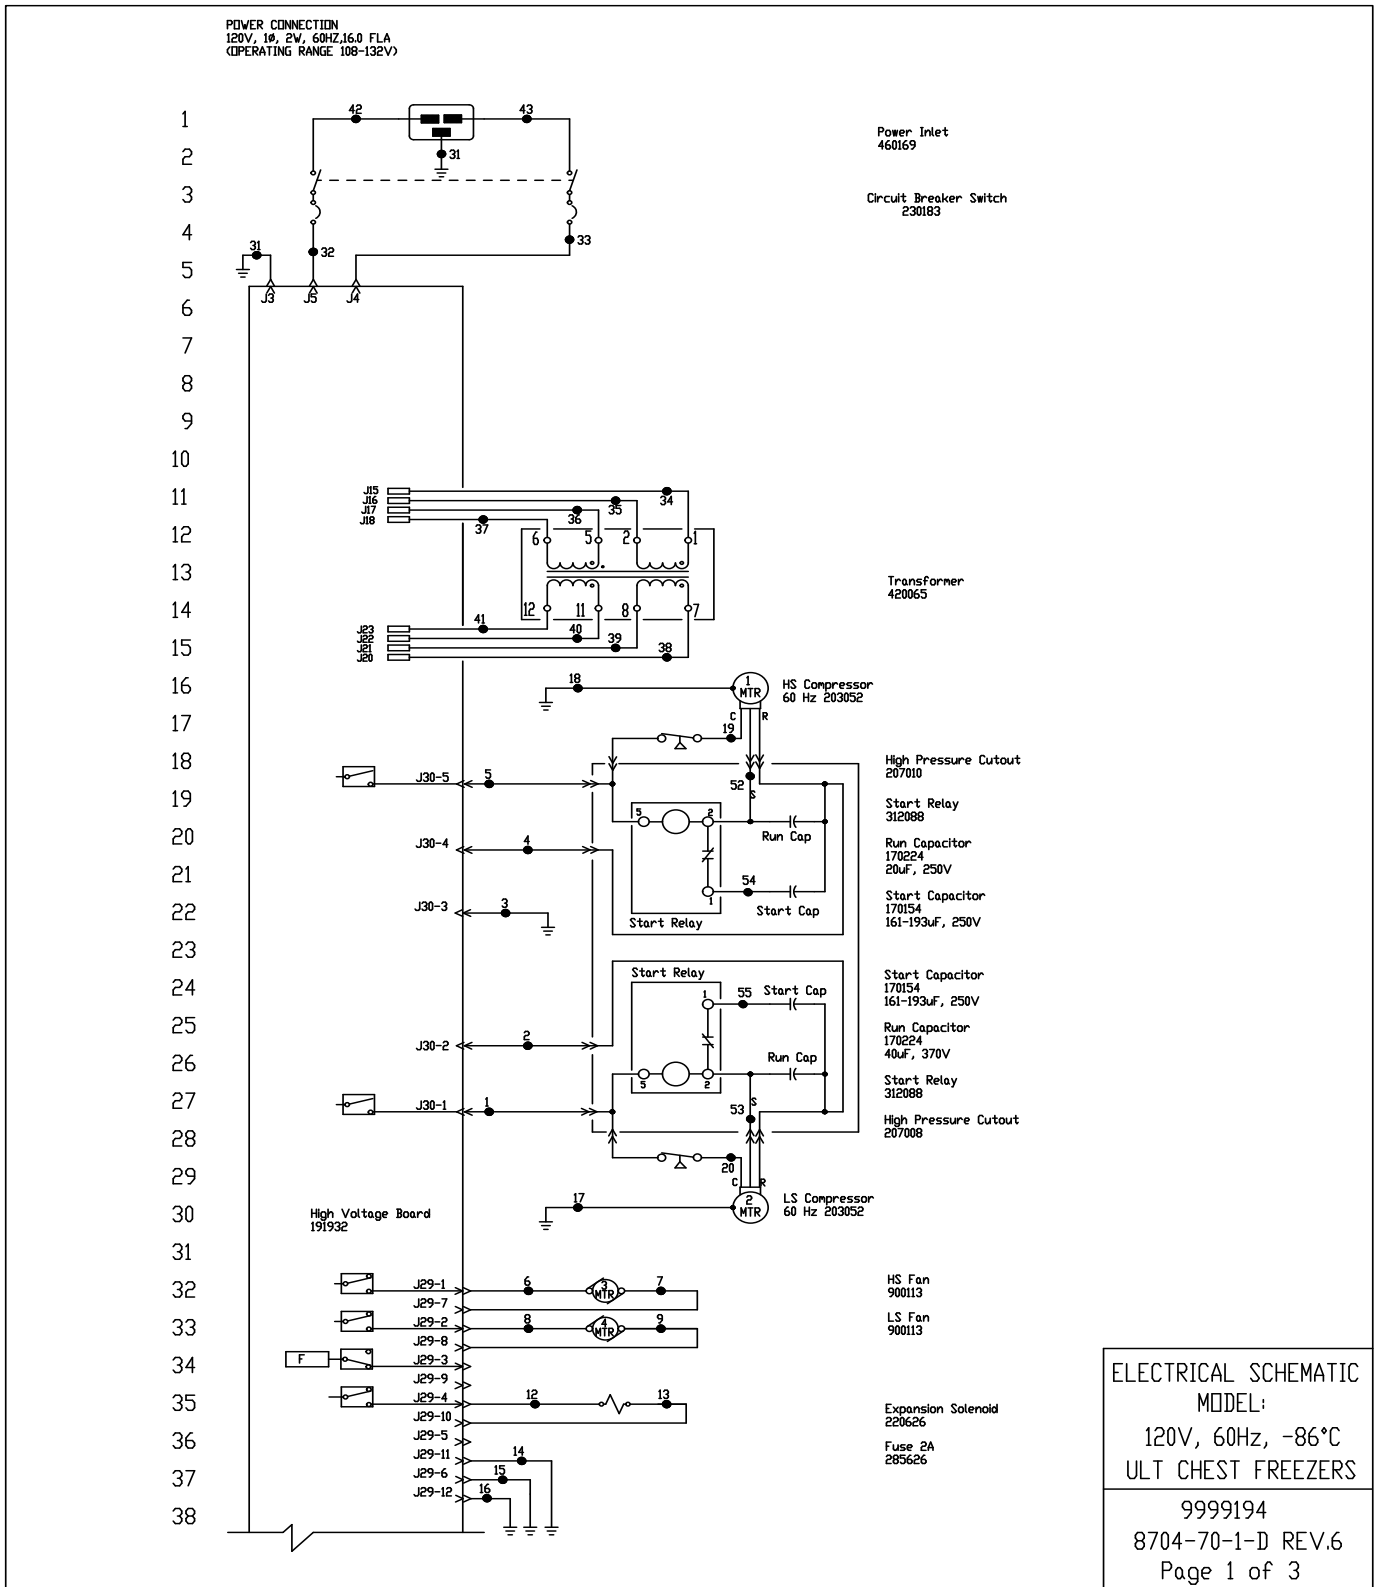 POWER CONNECTION
120V, 1ø, 2W, 60HZ,16.0 FLA
(OPERATING RANGE 108-132V)
1
42
43
Power Inlet
460169
2
31
3
Circuit Breaker Switch
230183
4
33
31
32
5
J3
J5
J4
6
7
8
9
10
11
J15
J16
J17
J18
34
35
36
37
12
6
5
2
1
13
Transformer
420065
14
12
11
8
7
41
40
39
38
15
J23
J22
J21
J20
16
18
1
MTR
HS Compressor
60 Hz 203052
17
C
R
19
18
High Pressure Cutout
207010
J30-5
5
52
S
19
Start Relay
312088
5
2
20
J30-4
4
Run Cap
Run Capacitor
170224
20uF, 250V
21
54
1
22
J30-3
3
Start Cap
Start Relay
Start Capacitor
170154
161-193uF, 250V
23
24
Start Relay
1
55
Start Cap
Start Capacitor
170154
161-193uF, 250V
25
J30-2
2
Run Capacitor
170224
40uF, 370V
26
Run Cap
5
2
Start Relay
312088
27
J30-1
1
53
S
High Pressure Cutout
207008
28
29
20
C
R
30
17
2
MTR
LS Compressor
60 Hz 203052
High Voltage Board
191932
31
32
J29-1
6
3
MTR
7
HS Fan
900113
J29-7
33
J29-2
8
4
MTR
9
LS Fan
900113
J29-8
34
F
J29-3
J29-9
35
J29-4
12
13
Expansion Solenoid
220626
J29-10
36
J29-5
Fuse 2A
285626
J29-11
14
37
J29-6
15
J29-12
16
38
ELECTRICAL SCHEMATIC
MODEL:
120V, 60Hz, -86°C
ULT CHEST FREEZERS
9999194
8704-70-1-D REV.6
Page 1 of 3